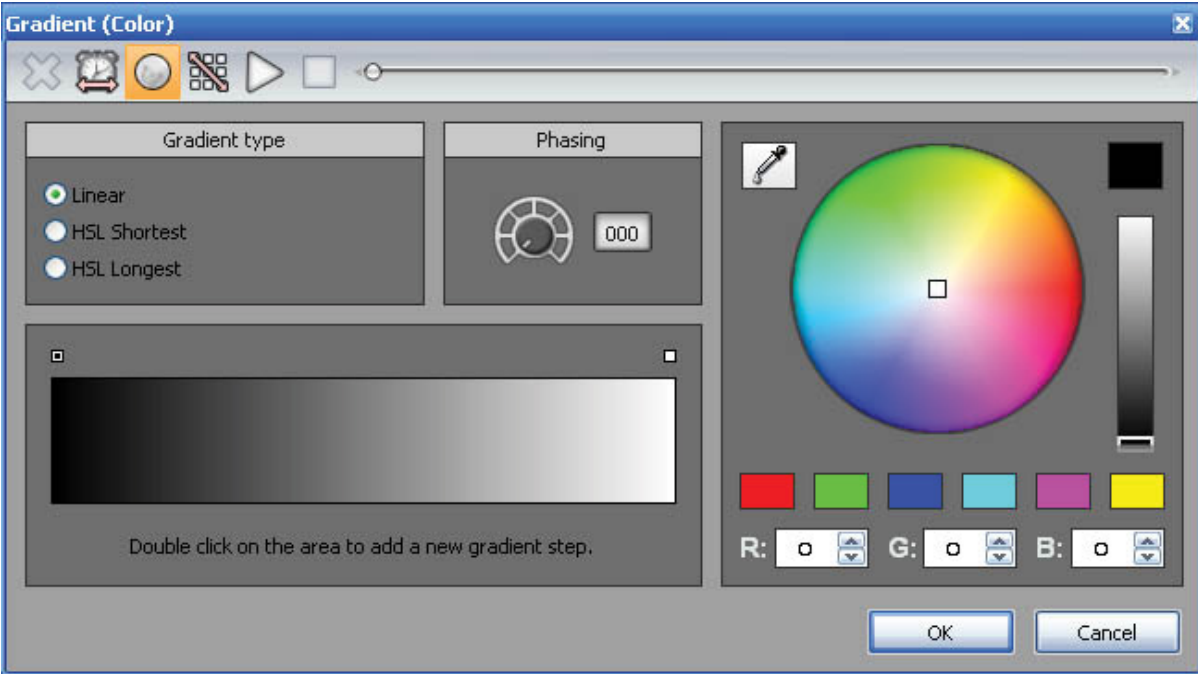 Gradient (Color)
Gradient type
Linear
HSL Shortest
HSL Longest
Phasing
000
Double click on the area to add a new gradient step.
R: 0 G: 0 B: 0
OK Cancel